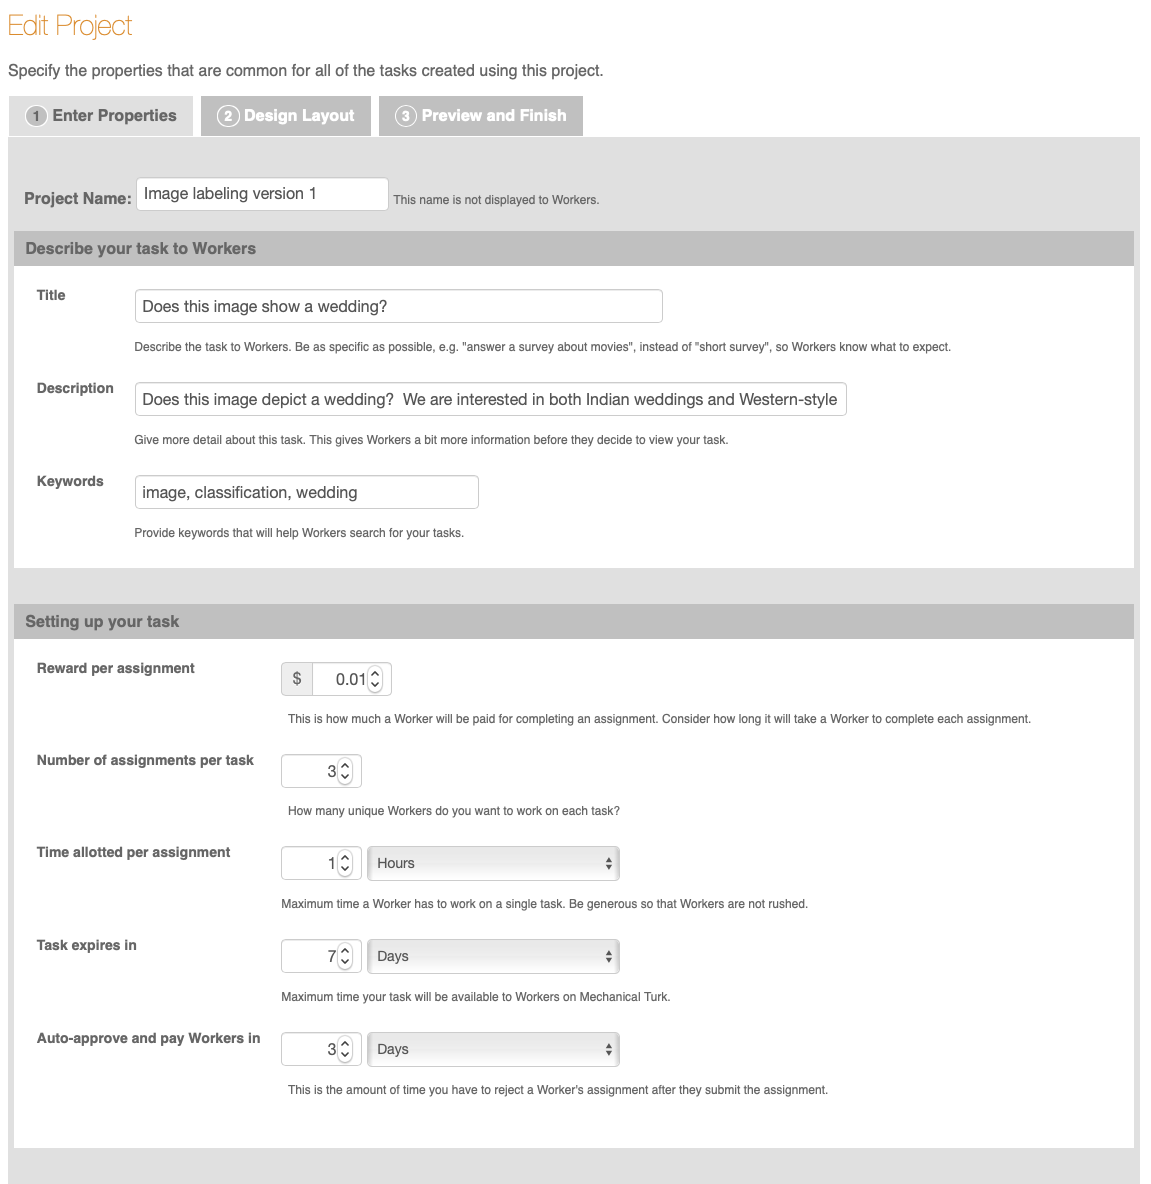 Edit Project
Specify the properties that are common for all of the tasks created using this project.
1 Enter Properties 2 Design Layout 3 Preview and Finish
Project Name: Image labeling version 1 This name is not displayed to Workers.
Describe your task to Workers
Title
Does this image show a wedding?
Describe the task to Workers. Be as specific as possible, e.g. "answer a survey about movies", instead of "short survey", so Workers know what to expect.
Description
Does this image depict a wedding?  We are interested in both Indian weddings and Western-style
Give more detail about this task. This gives Workers a bit more information before they decide to view your task.
Keywords
image, classification, wedding
Provide keywords that will help Workers search for your tasks.
Setting up your task
Reward per assignment
$ 0.01
This is how much a Worker will be paid for completing an assignment. Consider how long it will take a Worker to complete each assignment.
Number of assignments per task
3
How many unique Workers do you want to work on each task?
Time allotted per assignment
1 Hours
Maximum time a Worker has to work on a single task. Be generous so that Workers are not rushed.
Task expires in
7 Days
Maximum time your task will be available to Workers on Mechanical Turk.
Auto-approve and pay Workers in
3 Days
This is the amount of time you have to reject a Worker's assignment after they submit the assignment.